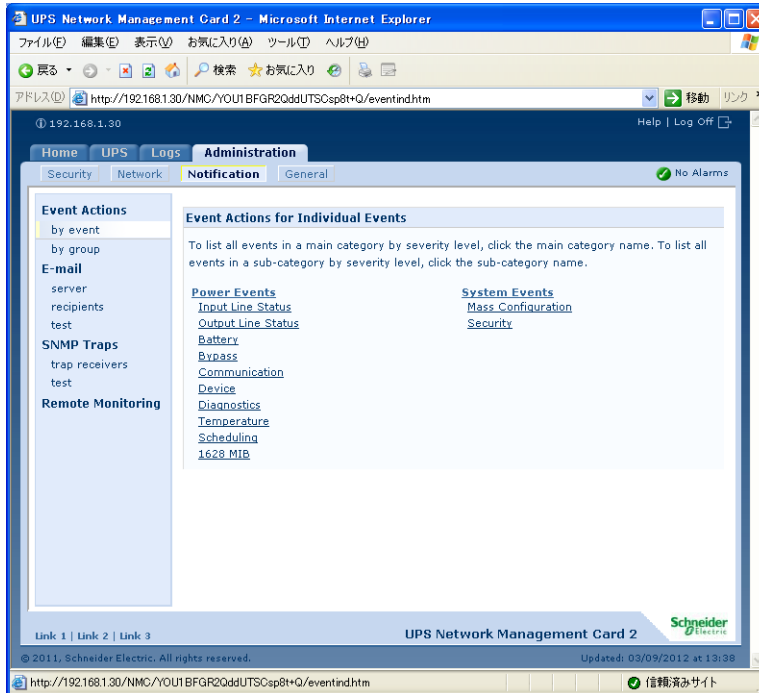 UPS Network Management Card 2 - Microsoft Internet Explorer
ファイル(F) 編集(E) 表示(V) お気に入り(A) ツール(T) ヘルプ(H)
戻る 検索 お気に入り
アドレス(D) http://192.168.1.30/NMC/YOU1BFGR2QddUTSCsp8t+Q/eventind.htm 移動 リンク
192.168.1.30 Help | Log Off
Home UPS Logs Administration
Security Network Notification General No Alarms
Event Actions
by event
by group
E-mail
server
recipients
test
SNMP Traps
trap receivers
test
Remote Monitoring
Event Actions for Individual Events
To list all events in a main category by severity level, click the main category name. To list all
events in a sub-category by severity level, click the sub-category name.
Power Events
Input Line Status
Output Line Status
Battery
Bypass
Communication
Device
Diagnostics
Temperature
Scheduling
1628 MIB
System Events
Mass Configuration
Security
Link 1 | Link 2 | Link 3
UPS Network Management Card 2
Schneider
Electric
© 2011, Schneider Electric. All rights reserved.
Updated: 03/09/2012 at 13:38
http://192.168.1.30/NMC/YOU1BFGR2QddUTSCsp8t+Q/eventind.htm
信頼済みサイト